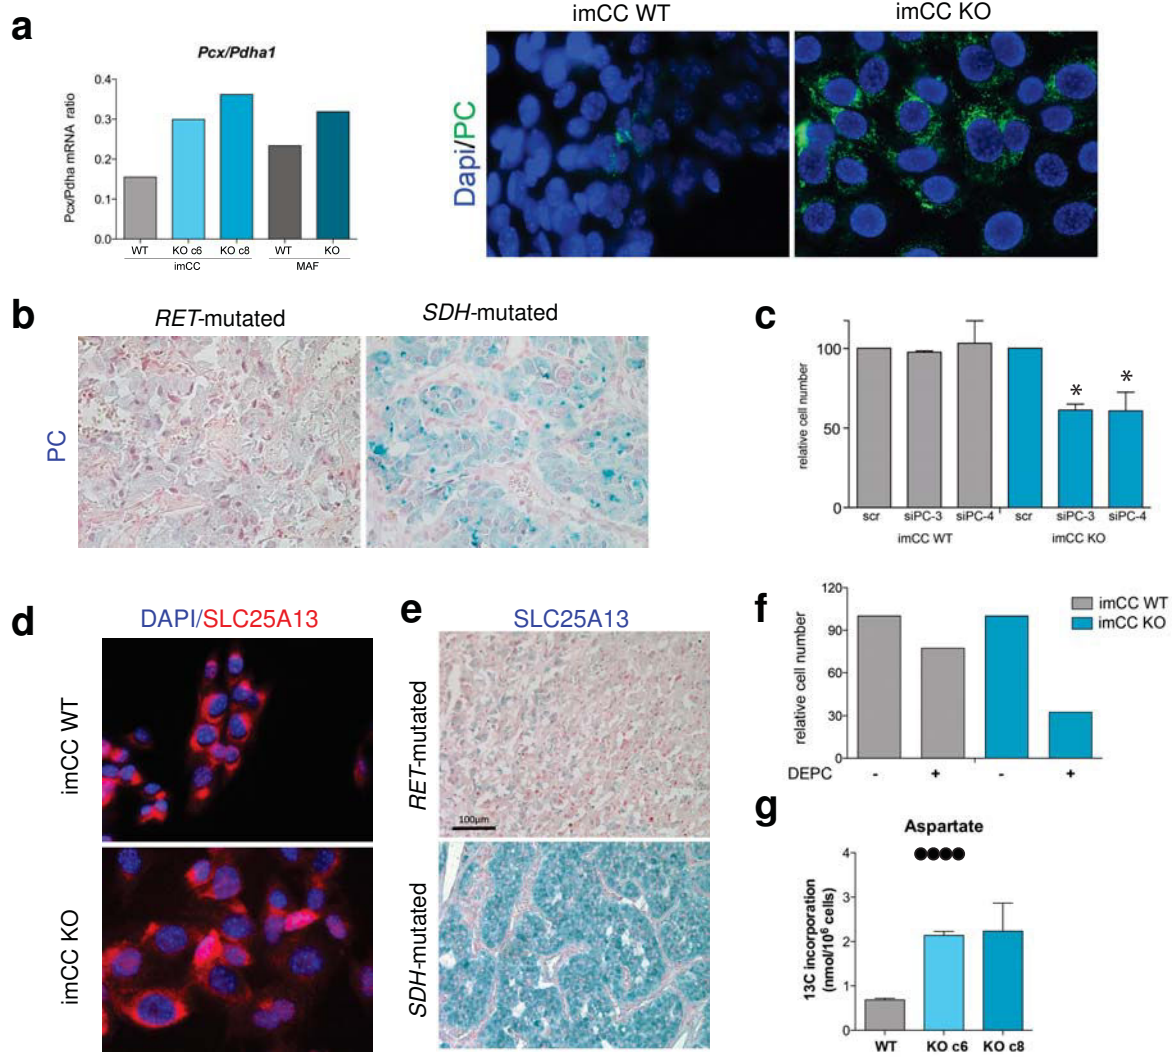 a
Pcx/Pdha1
Pcx/Pdha mRNA ratio
0.4
0.3
0.2
0.1
0.0
WT
KO c6
KO c8
WT
KO
imCC
MAF
imCC WT
imCC KO
Dapi/PC
b
RET-mutated
SDH-mutated
PC
c
relative cell number
100
50
0
scr
siPC-3
siPC-4
scr
siPC-3
siPC-4
*
*
imCC WT
imCC KO
d
DAPI/SLC25A13
imCC WT
imCC KO
e
SLC25A13
RET-mutated
100µm
SDH-mutated
f
relative cell number
120
90
60
30
0
imCC WT
imCC KO
DEPC
-
+
-
+
g
Aspartate
13C incorporation
(nmol/10⁶ cells)
4
3
2
1
0
WT
KO c6
KO c8